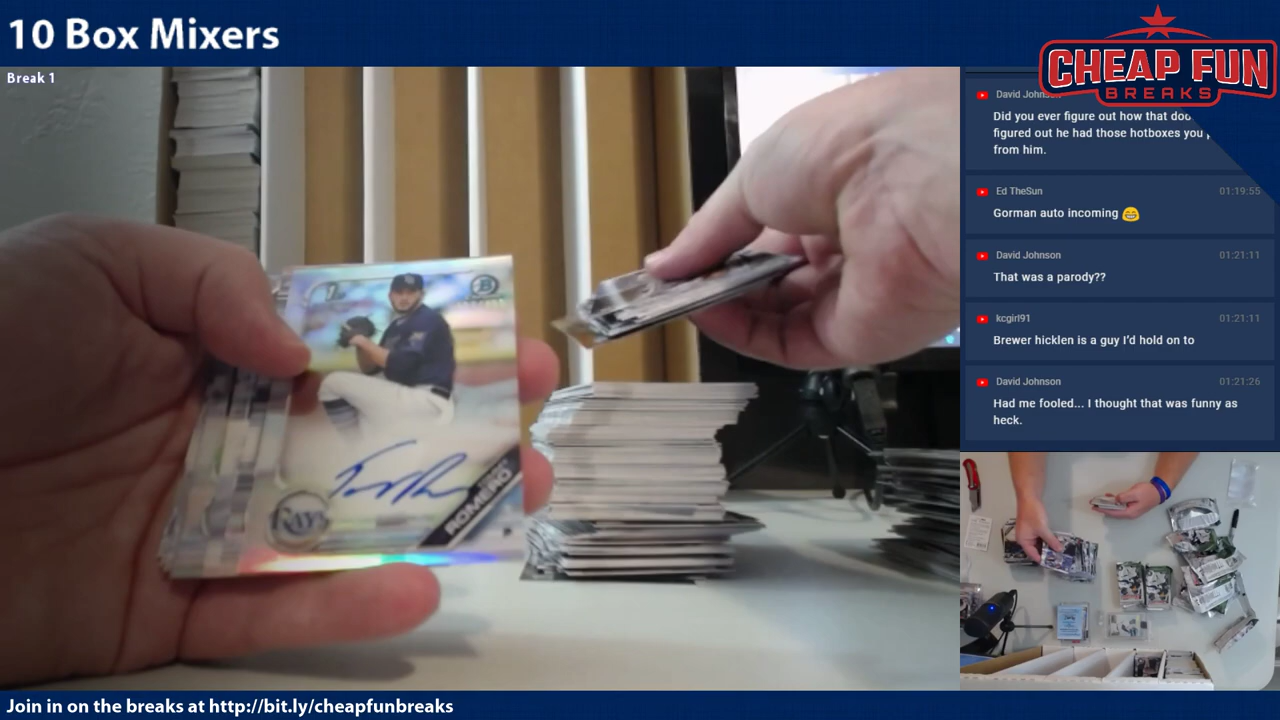 10 Box Mixers
CHEAP FUN
BREAKS
Break 1
David Johns
Did you ever figure out how that doo
figured out he had those hotboxes you
from him.
Ed TheSun 01:19:55
Gorman auto incoming 😂
David Johnson 01:21:11
That was a parody??
kcgirl91 01:21:11
Brewer hicklen is a guy I'd hold on to
David Johnson 01:21:26
Had me fooled... I thought that was funny as
heck.
1st
B
ROMERO
Rays
Join in on the breaks at http://bit.ly/cheapfunbreaks